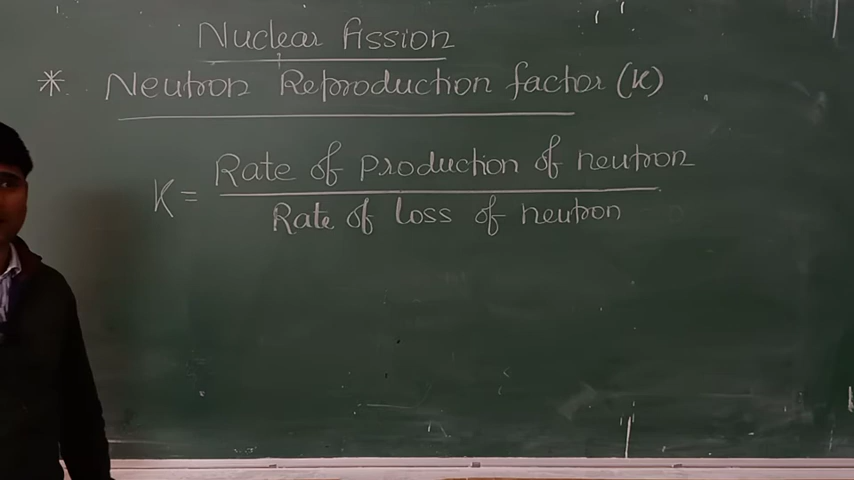 Nuclear fission
* Neutron Reproduction factor (K)
K = Rate of production of neutron
Rate of loss of neutron